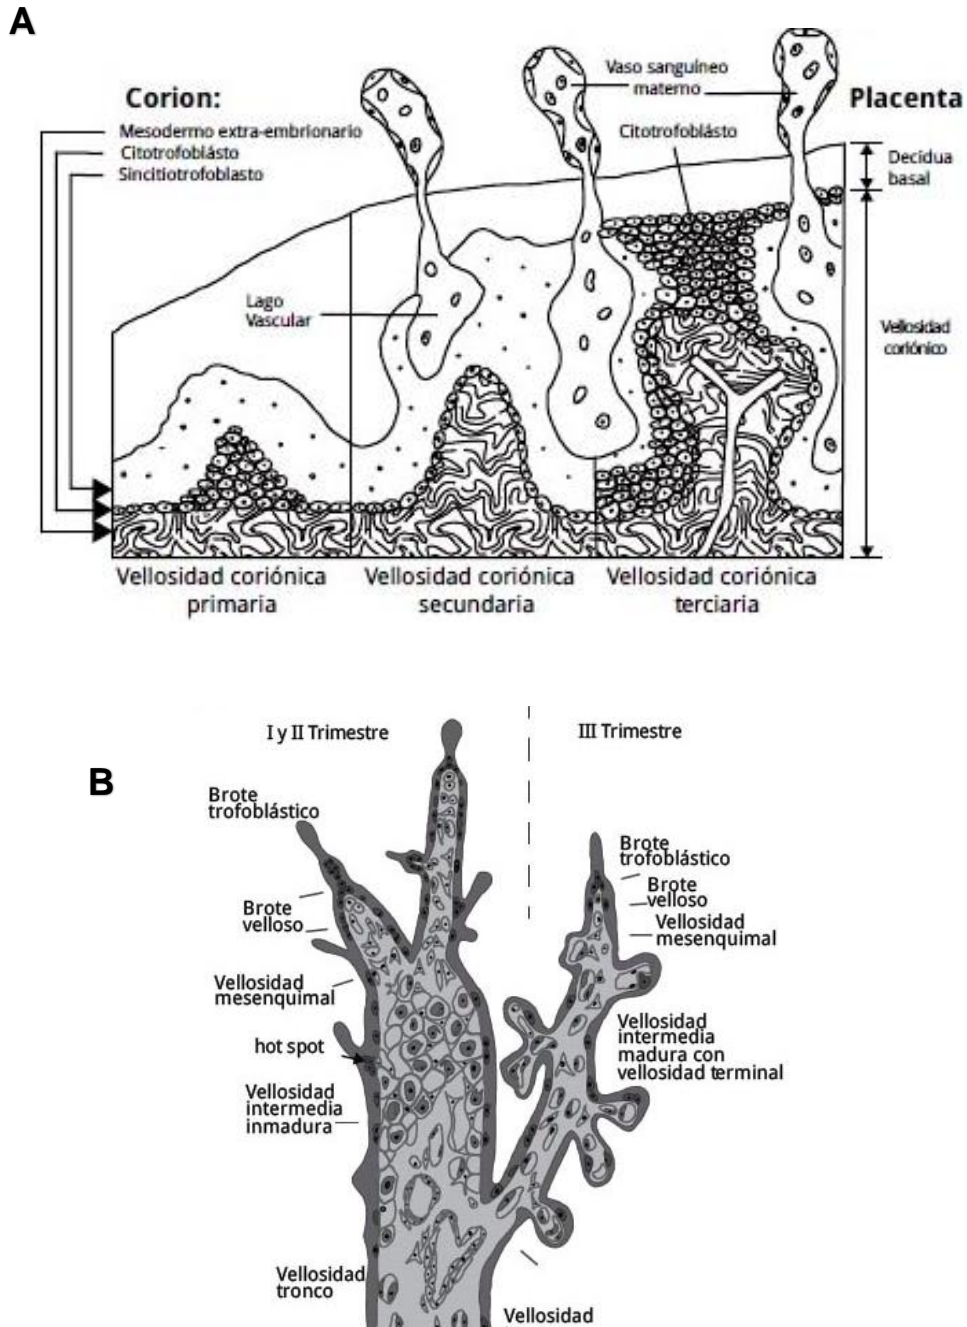 A
Corion:
Mesodermo extra-embrionario
Citotrofoblásto
Sincitiotrofoblasto
Vaso sanguíneo
materno
Citotrofoblásto
Placenta
Decidua
basal
Lago
Vascular
Vellosidad
coriónico
Vellosidad coriónica
primaria
Vellosidad coriónica
secundaria
Vellosidad coriónica
terciaria
B
I y II Trimestre
III Trimestre
Brote
trofoblástico
Brote
velloso
Vellosidad
mesenquimal
hot spot
Vellosidad
intermedia
inmadura
Vellosidad
tronco
Brote
trofoblástico
Brote
velloso
Vellosidad
mesenquimal
Vellosidad
intermedia
madura con
vellosidad terminal
Vellosidad